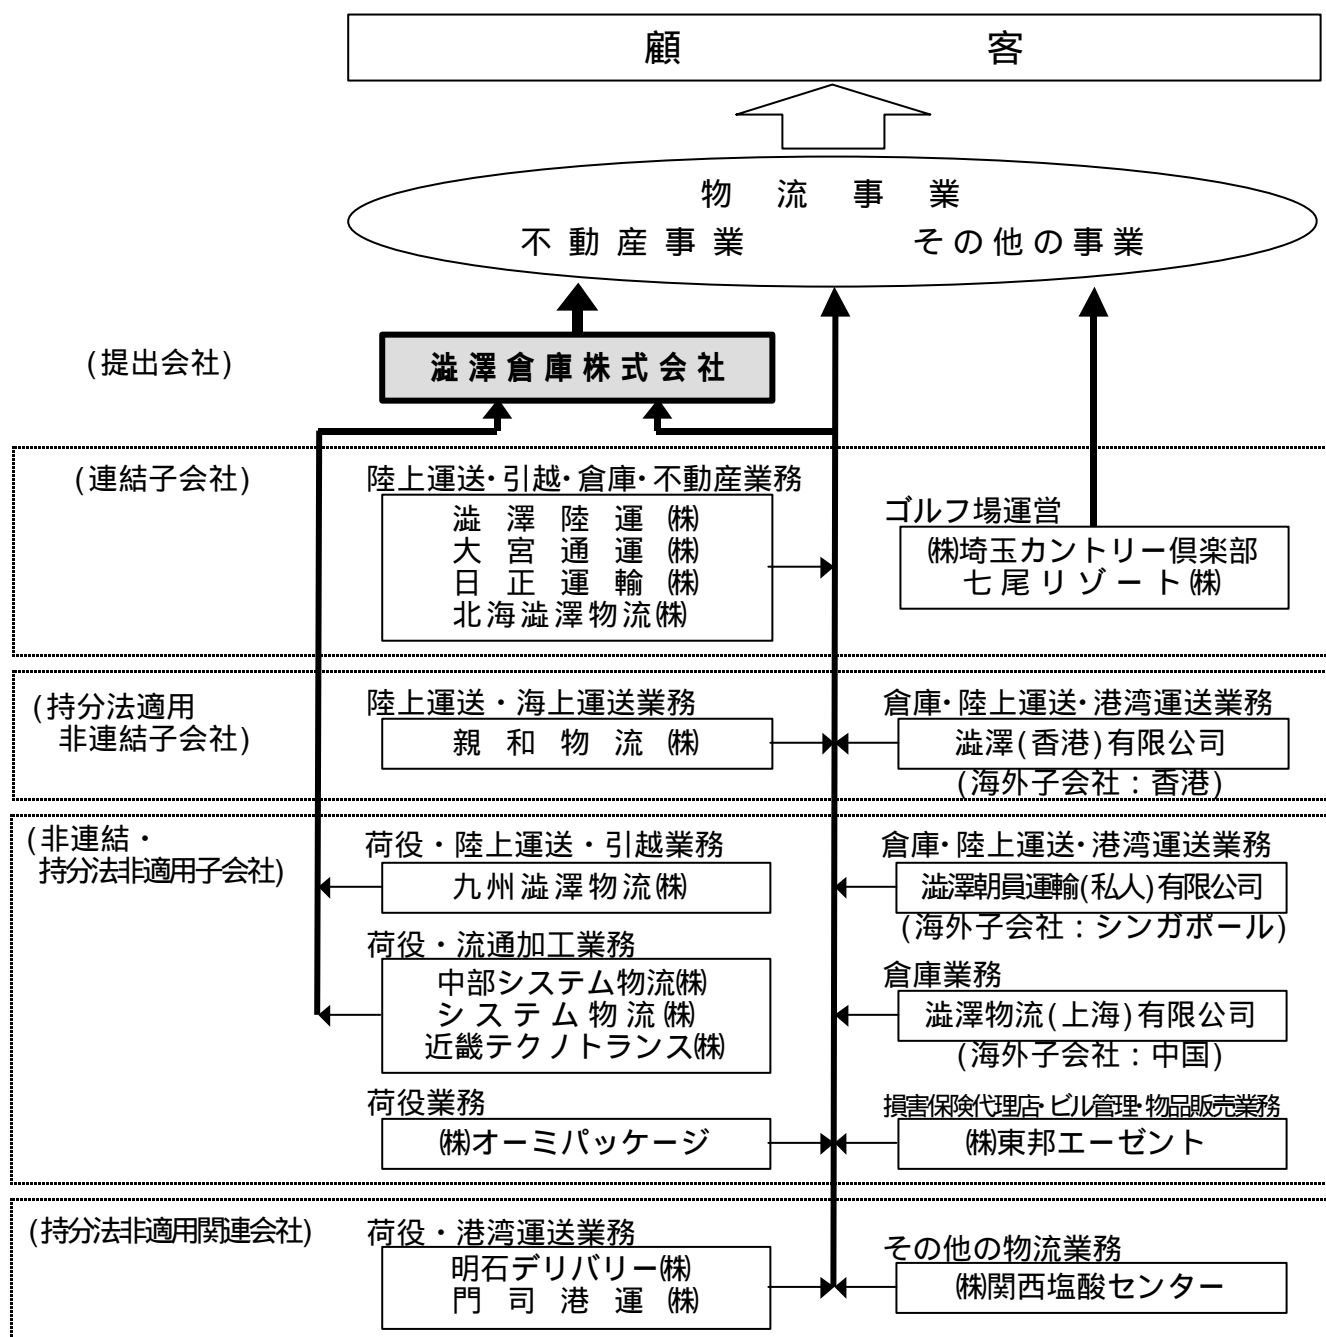 顧客
物流事業
不動産事業 その他の事業
(提出会社)
澁澤倉庫株式会社
(連結子会社)
陸上運送・引越・倉庫・不動産業務
澁澤陸運㈱
大宮通運㈱
日正運輸㈱
北海澁澤物流㈱
ゴルフ場運営
㈱埼玉カントリー倶楽部
七尾リゾート㈱
(持分法適用
非連結子会社)
陸上運送・海上運送業務
親和物流㈱
倉庫・陸上運送・港湾運送業務
澁澤(香港)有限公司
(海外子会社:香港)
(非連結・
持分法非適用子会社)
荷役・陸上運送・引越業務
九州澁澤物流㈱
荷役・流通加工業務
中部システム物流㈱
システム物流㈱
近畿テクノトランス㈱
荷役業務
㈱オーミパッケージ
倉庫・陸上運送・港湾運送業務
澁澤朝員運輸(私人)有限公司
(海外子会社:シンガポール)
倉庫業務
澁澤物流(上海)有限公司
(海外子会社:中国)
損害保険代理店・ビル管理・物品販売業務
㈱東邦エーゼント
(持分法非適用関連会社)
荷役・港湾運送業務
明石デリバリー㈱
門司港運㈱
その他の物流業務
㈱関西塩酸センター